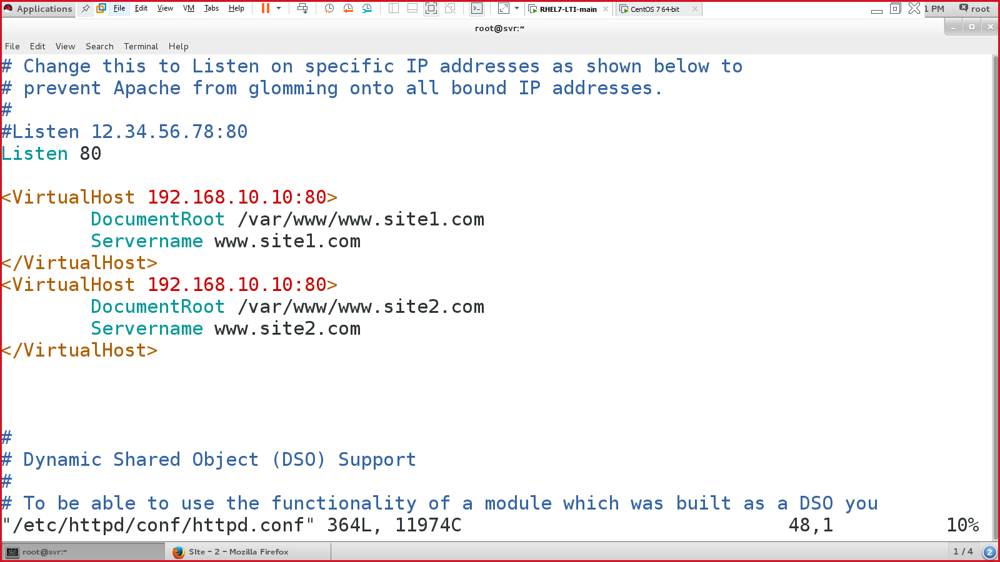 Applications File Edit View VM Tabs Help RHEL7-LTI-main CentOS 7 64-bit 1 PM root
root@svr:~
File Edit View Search Terminal Help
# Change this to Listen on specific IP addresses as shown below to
# prevent Apache from glomming onto all bound IP addresses.
#
#Listen 12.34.56.78:80
Listen 80
<VirtualHost 192.168.10.10:80>
DocumentRoot /var/www/www.site1.com
Servername www.site1.com
</VirtualHost>
<VirtualHost 192.168.10.10:80>
DocumentRoot /var/www/www.site2.com
Servername www.site2.com
</VirtualHost>
#
# Dynamic Shared Object (DSO) Support
#
# To be able to use the functionality of a module which was built as a DSO you
"/etc/httpd/conf/httpd.conf" 364L, 11974C 48,1 10%
root@svr:~ SIte - 2 - Mozilla Firefox 1 / 4 2